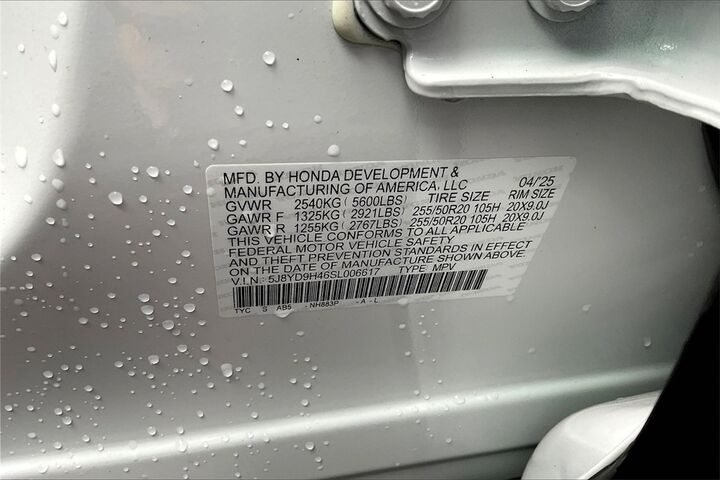 MFD. BY HONDA DEVELOPMENT &
MANUFACTURING OF AMERICA, LLC 04/25
GVWR 2540KG ( 5600LBS) TIRE SIZE RIM SIZE
GAWR F 1325KG ( 2921LBS) 255/50R20 105H 20X9.0J
GAWR R 1255KG ( 2767LBS) 255/50R20 105H 20X9.0J
THIS VEHICLE CONFORMS TO ALL APPLICABLE
FEDERAL MOTOR VEHICLE SAFETY
AND THEFT PREVENTION STANDARDS IN EFFECT
ON THE DATE OF MANUFACTURE SHOWN ABOVE.
V.I.N.: 5J8YD9H46SL006617 TYPE: MPV
TYC S AB5 - NH883P - A - L